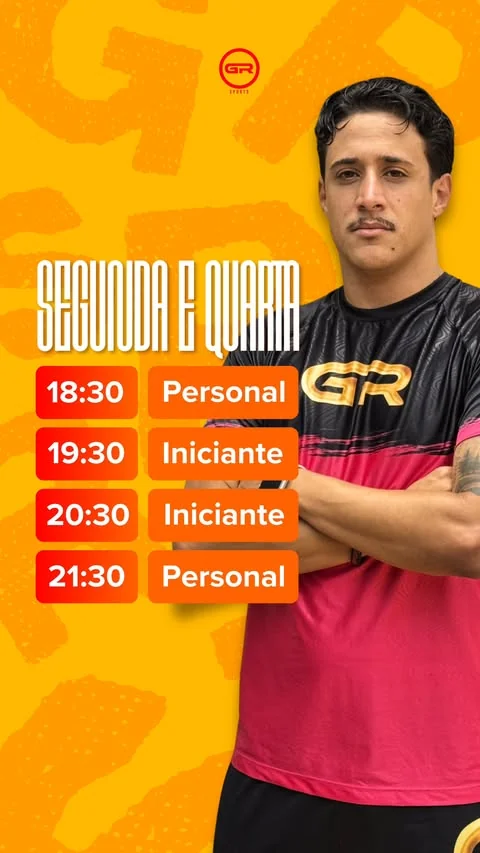 GR
SPORTS
SEGUNDA E QUARTA
18:30 Personal
19:30 Iniciante
20:30 Iniciante
21:30 Personal
GR